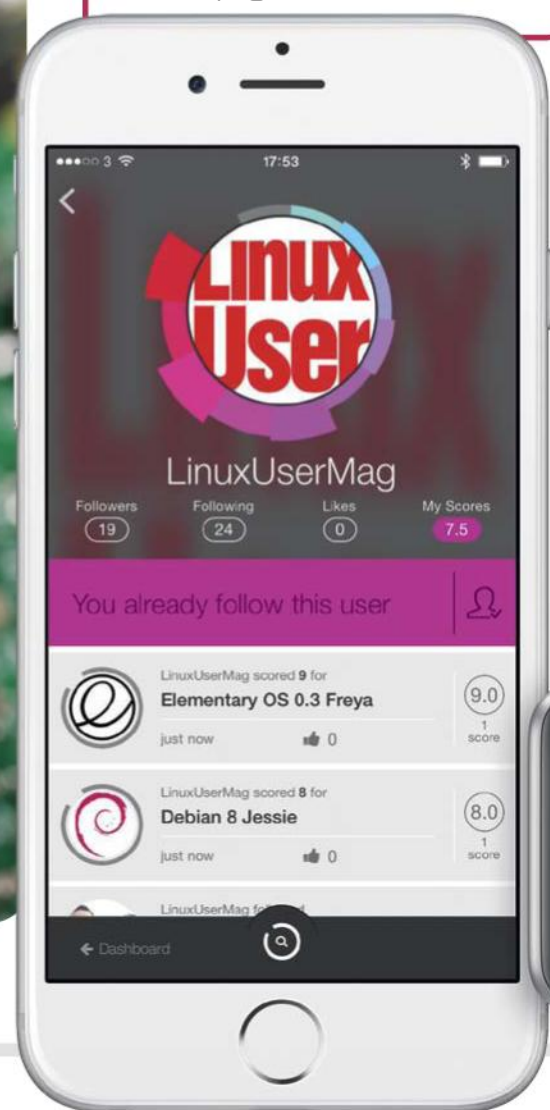 3 17:53
Linux
User
LinuxUserMag
Followers Following Likes My Scores
19 24 0 7.5
You already follow this user
LinuxUserMag scored 9 for
Elementary OS 0.3 Freya
just now 0
9.0
1
score
LinuxUserMag scored 8 for
Debian 8 Jessie
just now 0
8.0
1
score
LinuxUserMag
Dashboard